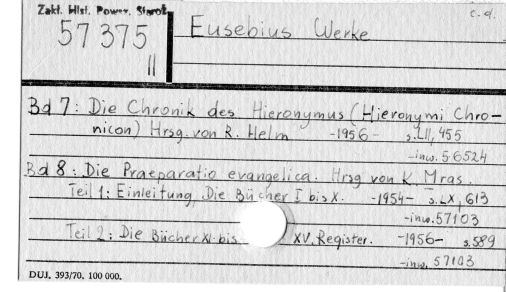 Zakł. Hist. Powsz. Staroż.
c.d.
57 375
II
Eusebius Werke
Bd 7: Die Chronik des Hieronymus (Hieronymi Chro-
nicon) Hrsg. von R. Helm -1956- s. LII, 455
-inw. 56524
Bd 8: Die Praeparatio evangelica. Hrsg von K. Mras.
Teil 1: Einleitung, Die Bücher I bis X. -1954- s. LX, 613
-inw. 57103
Teil 2: Die Bücher XI bis XV. Register. -1956- s. 589
-inw. 57103
DUJ. 393/70. 100 000.